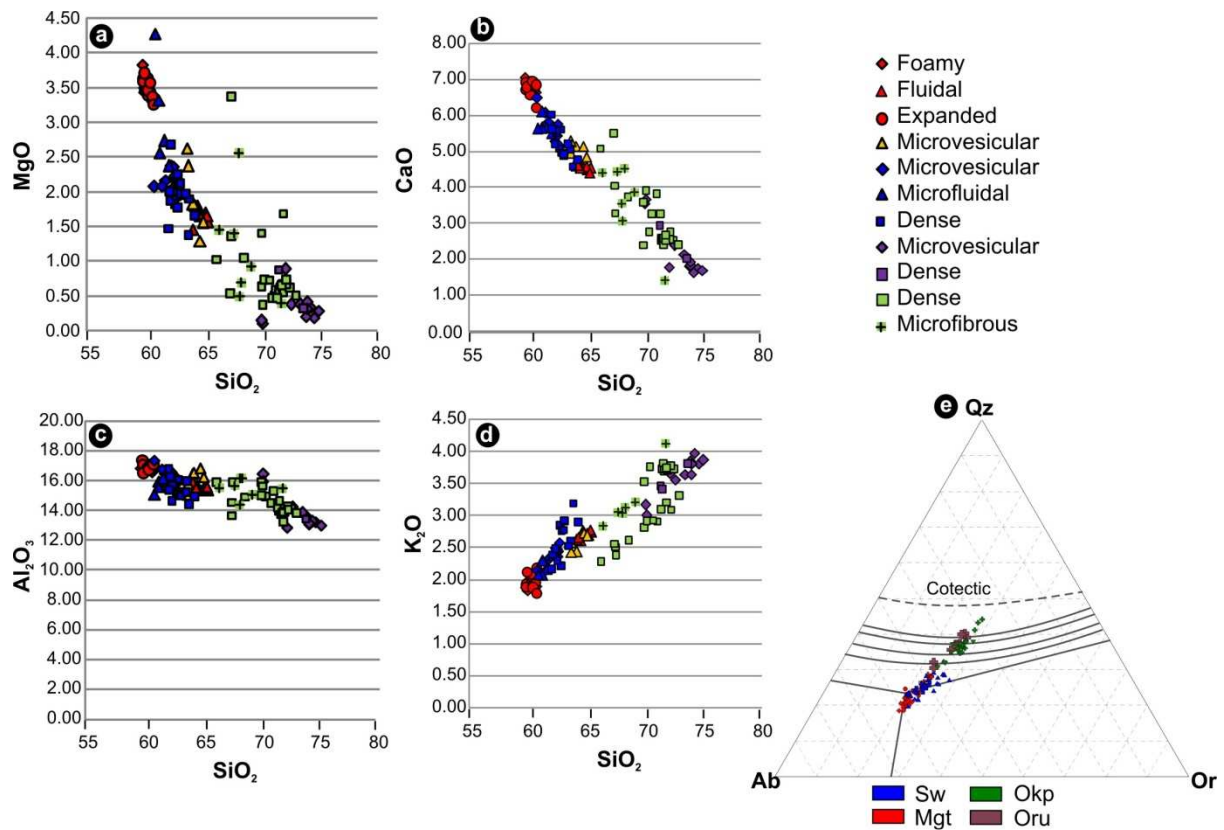 a
MgO
4.50
4.00
3.50
3.00
2.50
2.00
1.50
1.00
0.50
0.00
55 60 65 70 75 80
SiO₂
b
CaO
8.00
7.00
6.00
5.00
4.00
3.00
2.00
1.00
0.00
55 60 65 70 75 80
SiO₂
Foamy
Fluidal
Expanded
Microvesicular
Microvesicular
Microfluidal
Dense
Microvesicular
Dense
Dense
Microfibrous
c
Al₂O₃
20.00
18.00
16.00
14.00
12.00
10.00
8.00
6.00
4.00
2.00
0.00
55 60 65 70 75 80
SiO₂
d
K₂O
4.50
4.00
3.50
3.00
2.50
2.00
1.50
1.00
0.50
0.00
55 60 65 70 75 80
SiO₂
e
Qz
Cotectic
Ab Or
Sw Okp
Mgt Oru